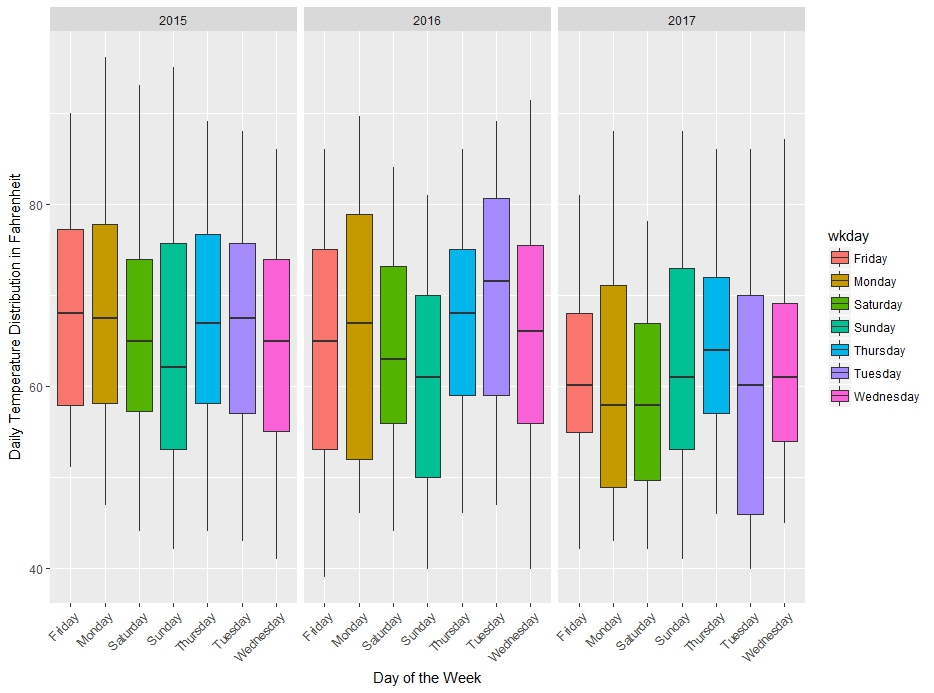 2015 2016 2017
Daily Temperature Distribution in Fahrenheit
80
60
40
Friday Monday Saturday Sunday Thursday Tuesday Wednesday Friday Monday Saturday Sunday Thursday Tuesday Wednesday Friday Monday Saturday Sunday Thursday Tuesday Wednesday
Day of the Week
wkday
Friday
Monday
Saturday
Sunday
Thursday
Tuesday
Wednesday